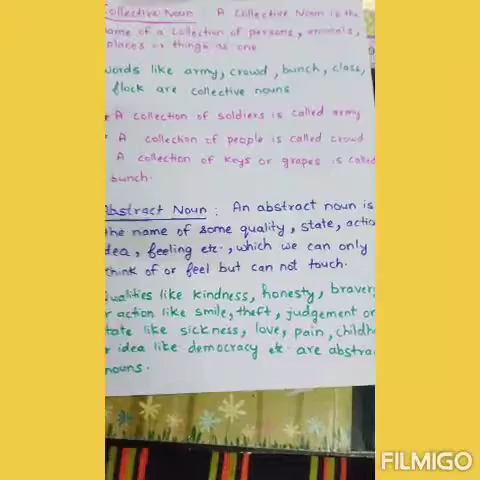 Collective Noun : A Collective Noun is the
name of a collection of persons, animals,
places or things as one.
words like army, crowd, bunch, class,
flock are collective nouns
A collection of soldiers is called army
A collection of people is called crowd
A collection of keys or grapes is called
bunch.
Abstract Noun : An abstract noun is
the name of some quality, state, actio
idea, feeling etc., which we can only
think of or feel but can not touch.
Qualities like kindness, honesty, braver
or action like smile, theft, judgement or
state like sickness, love, pain, childh
or idea like democracy etc. are abstra
nouns.
FILMIGO